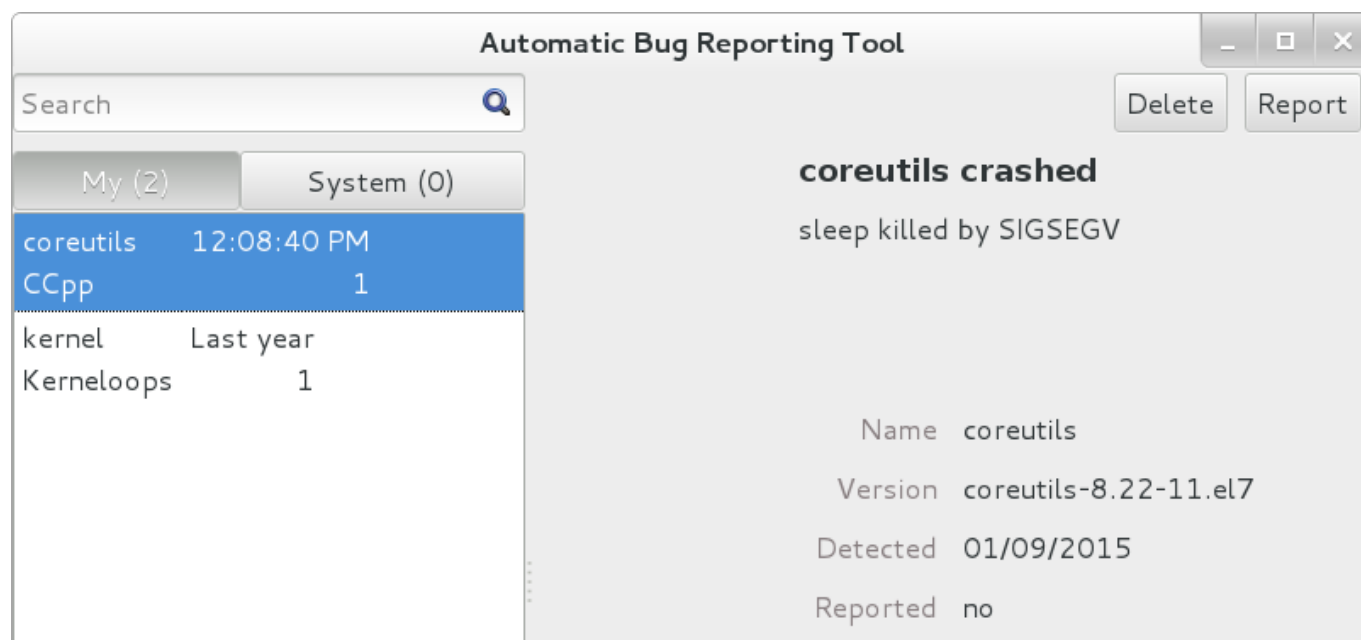 Automatic Bug Reporting Tool
Search
Delete Report
My (2) System (0)
coreutils 12:08:40 PM
CCpp 1
kernel Last year
Kerneloops 1
coreutils crashed
sleep killed by SIGSEGV
Name coreutils
Version coreutils-8.22-11.el7
Detected 01/09/2015
Reported no